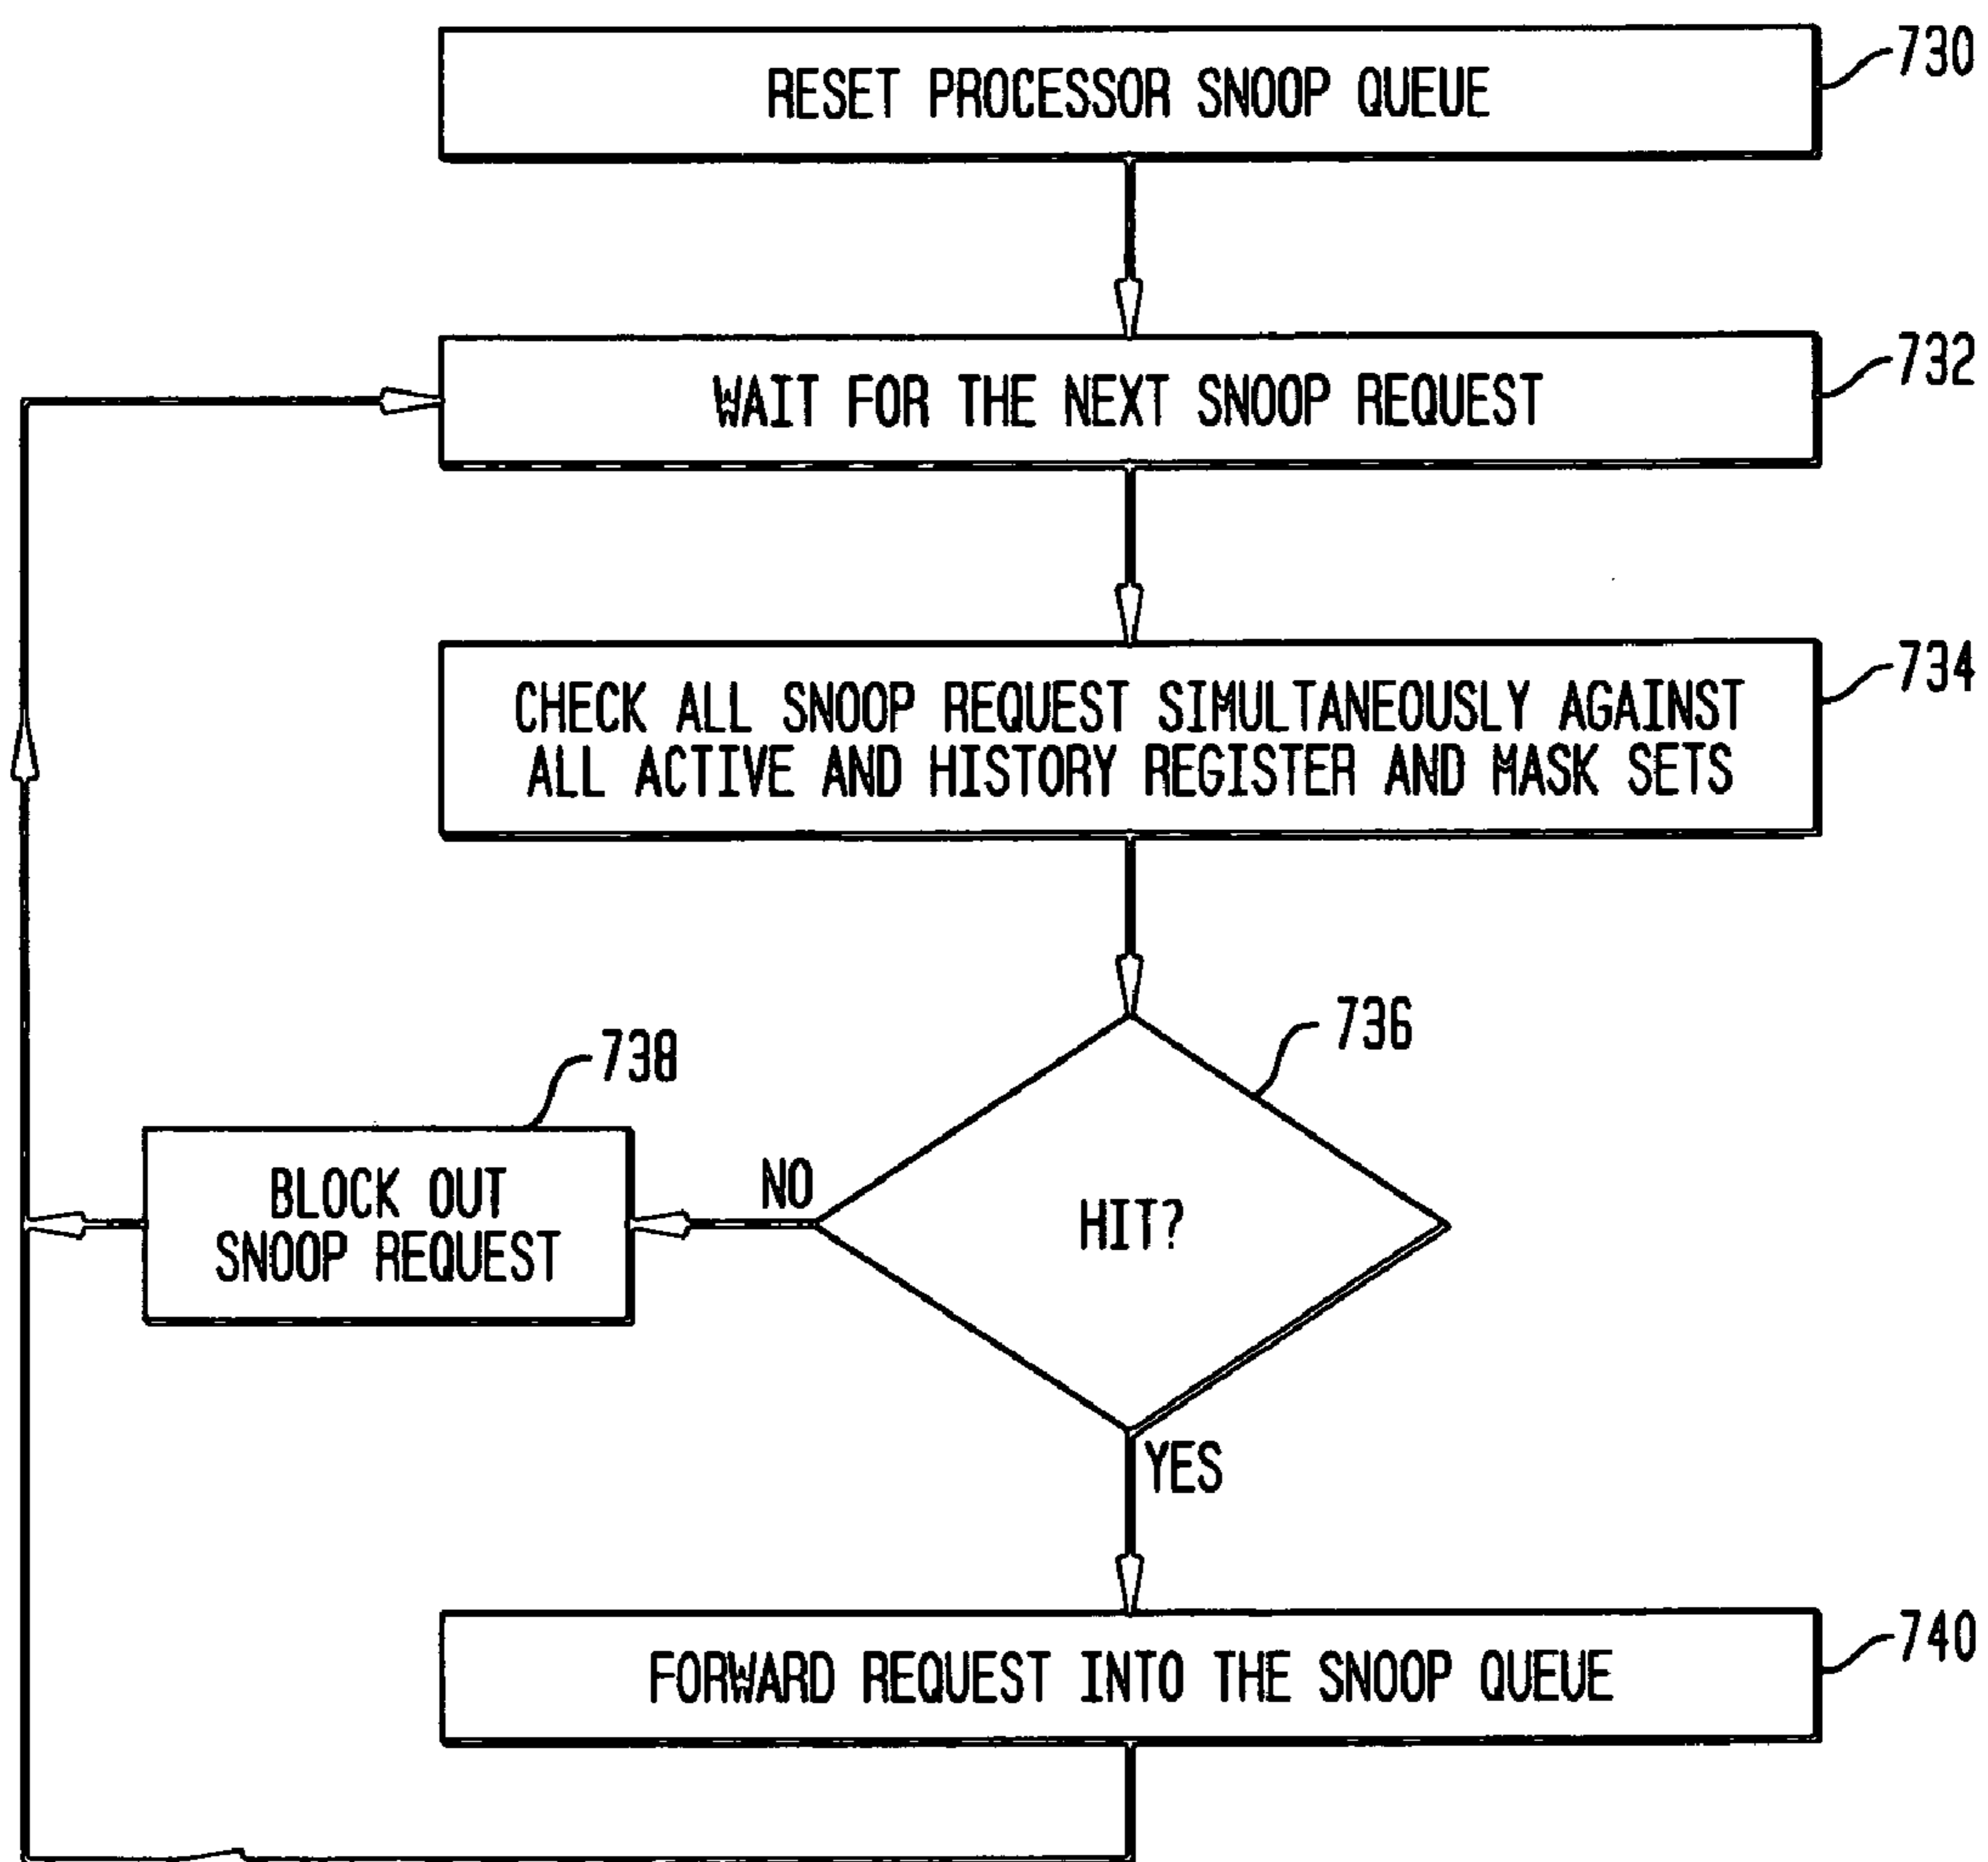 RESET PROCESSOR SNOOP QUEUE
730
WAIT FOR THE NEXT SNOOP REQUEST
732
CHECK ALL SNOOP REQUEST SIMULTANEOUSLY AGAINST
ALL ACTIVE AND HISTORY REGISTER AND MASK SETS
734
HIT?
736
NO
738
BLOCK OUT
SNOOP REQUEST
YES
FORWARD REQUEST INTO THE SNOOP QUEUE
740